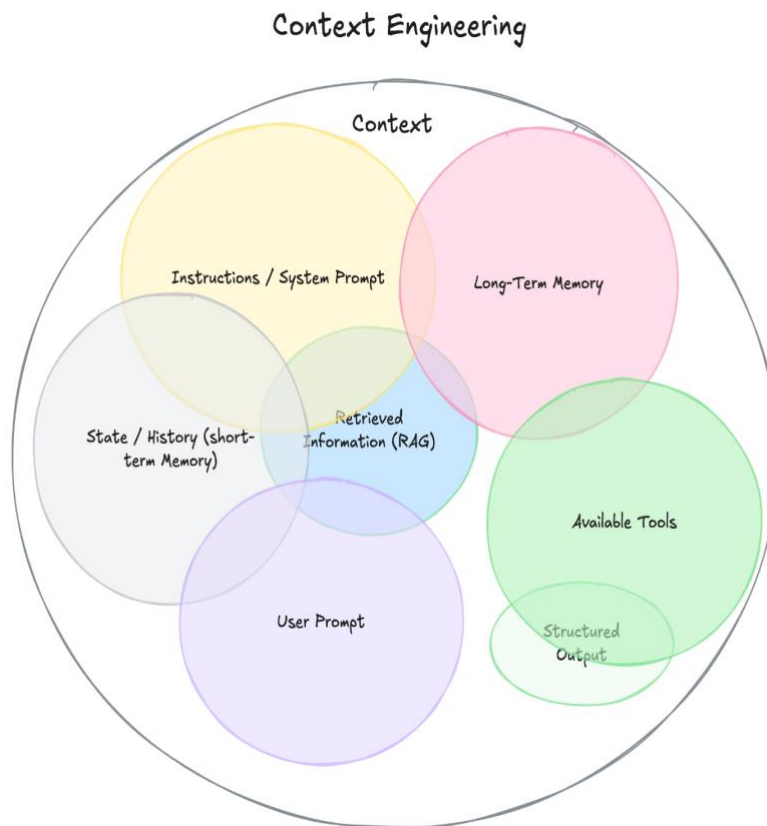 Context Engineering
Context
Instructions / System Prompt
Long-Term Memory
Retrieved
Information (RAG)
State / History (short-
term Memory)
Available Tools
User Prompt
Structured
Output